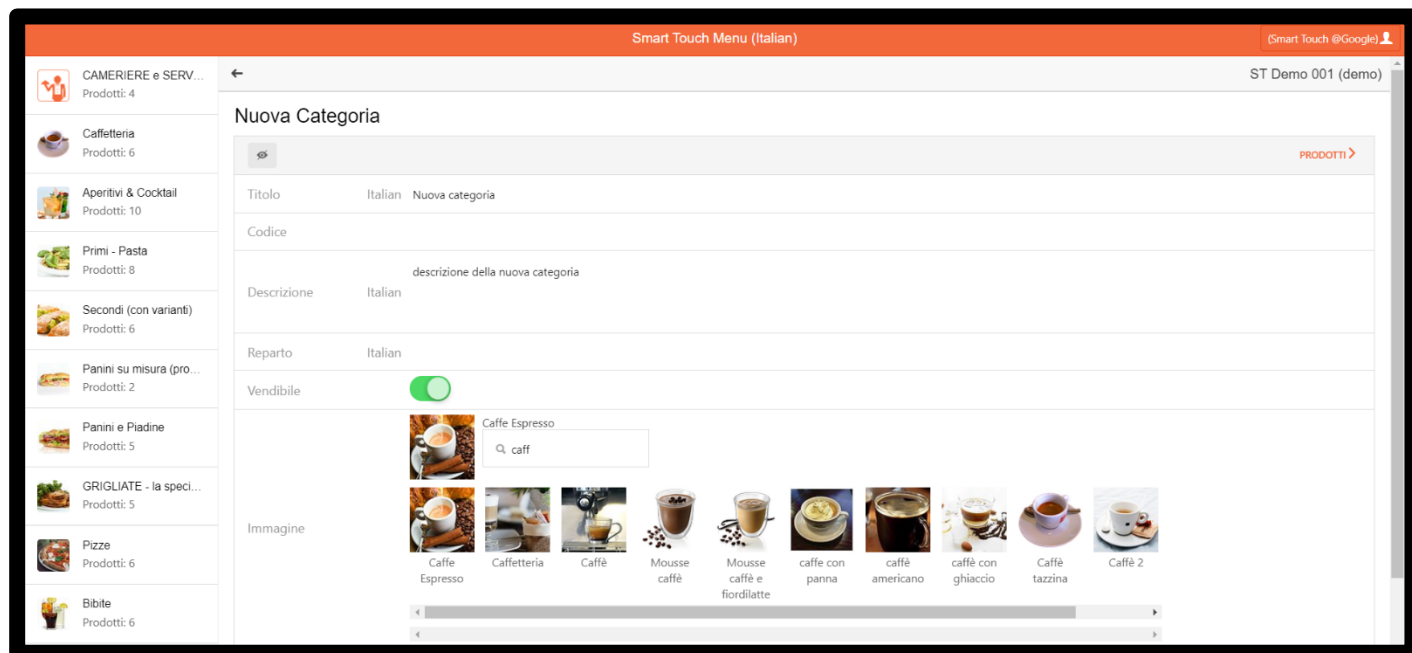 Smart Touch Menu (Italian)
(Smart Touch @Google)
CAMERIERE e SERV...
Prodotti: 4
Caffetteria
Prodotti: 6
Aperitivi & Cocktail
Prodotti: 10
Primi - Pasta
Prodotti: 8
Secondi (con varianti)
Prodotti: 6
Panini su misura (pro...
Prodotti: 2
Panini e Piadine
Prodotti: 5
GRIGLIATE - la speci...
Prodotti: 5
Pizze
Prodotti: 6
Bibite
Prodotti: 6
ST Demo 001 (demo)
Nuova Categoria
PRODOTTI
Titolo Italian Nuova categoria
Codice
descrizione della nuova categoria
Descrizione Italian
Reparto Italian
Vendibile
Caffe Espresso
caff
Immagine
Caffe Espresso
Caffetteria
Caffè
Mousse caffè
Mousse caffè e fiordilatte
caffe con panna
caffè americano
caffè con ghiaccio
Caffè tazzina
Caffè 2